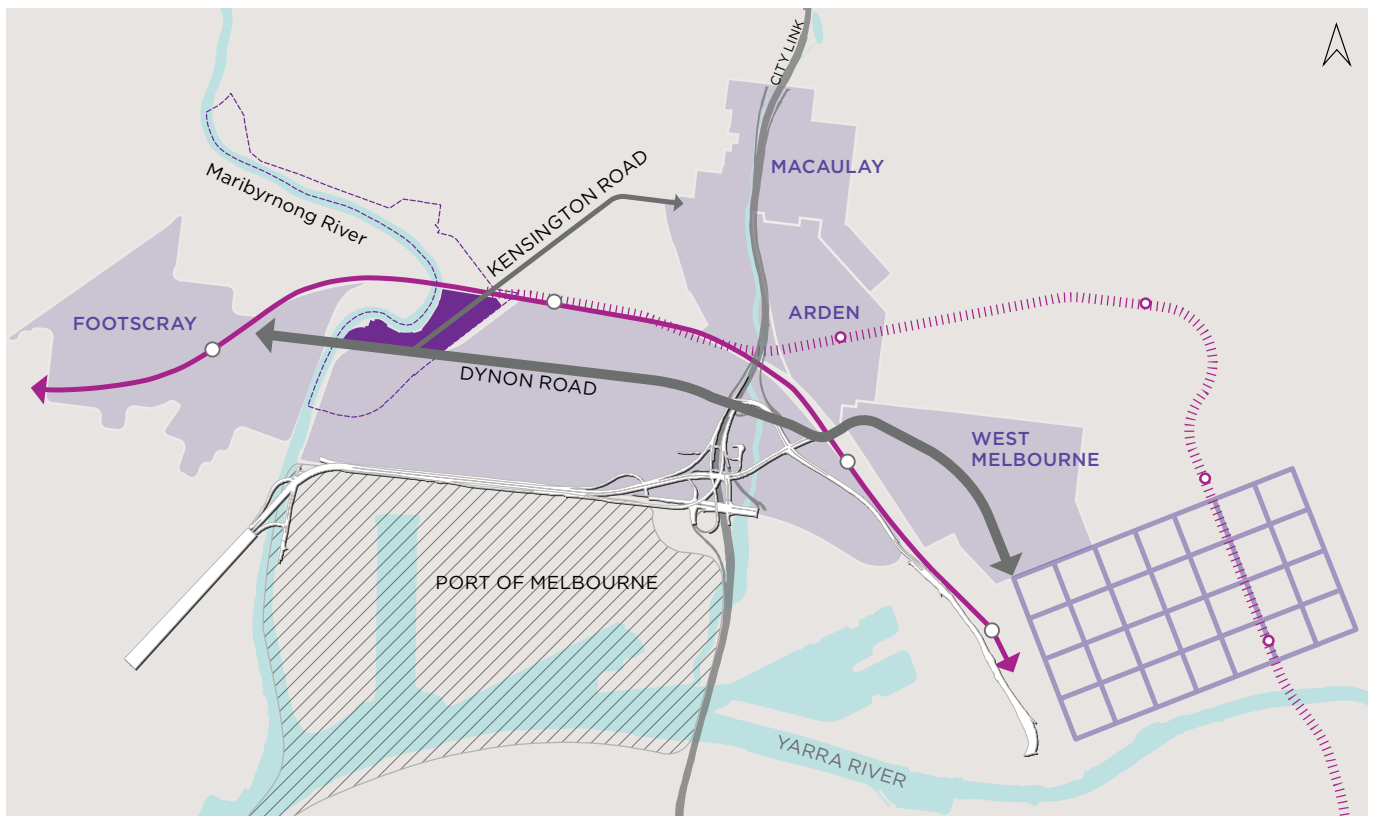 CITY LINK
MACAULAY
Maribyrnong River
KENSINGTON ROAD
FOOTSCRAY
ARDEN
DYNON ROAD
WEST
MELBOURNE
PORT OF MELBOURNE
YARRA RIVER